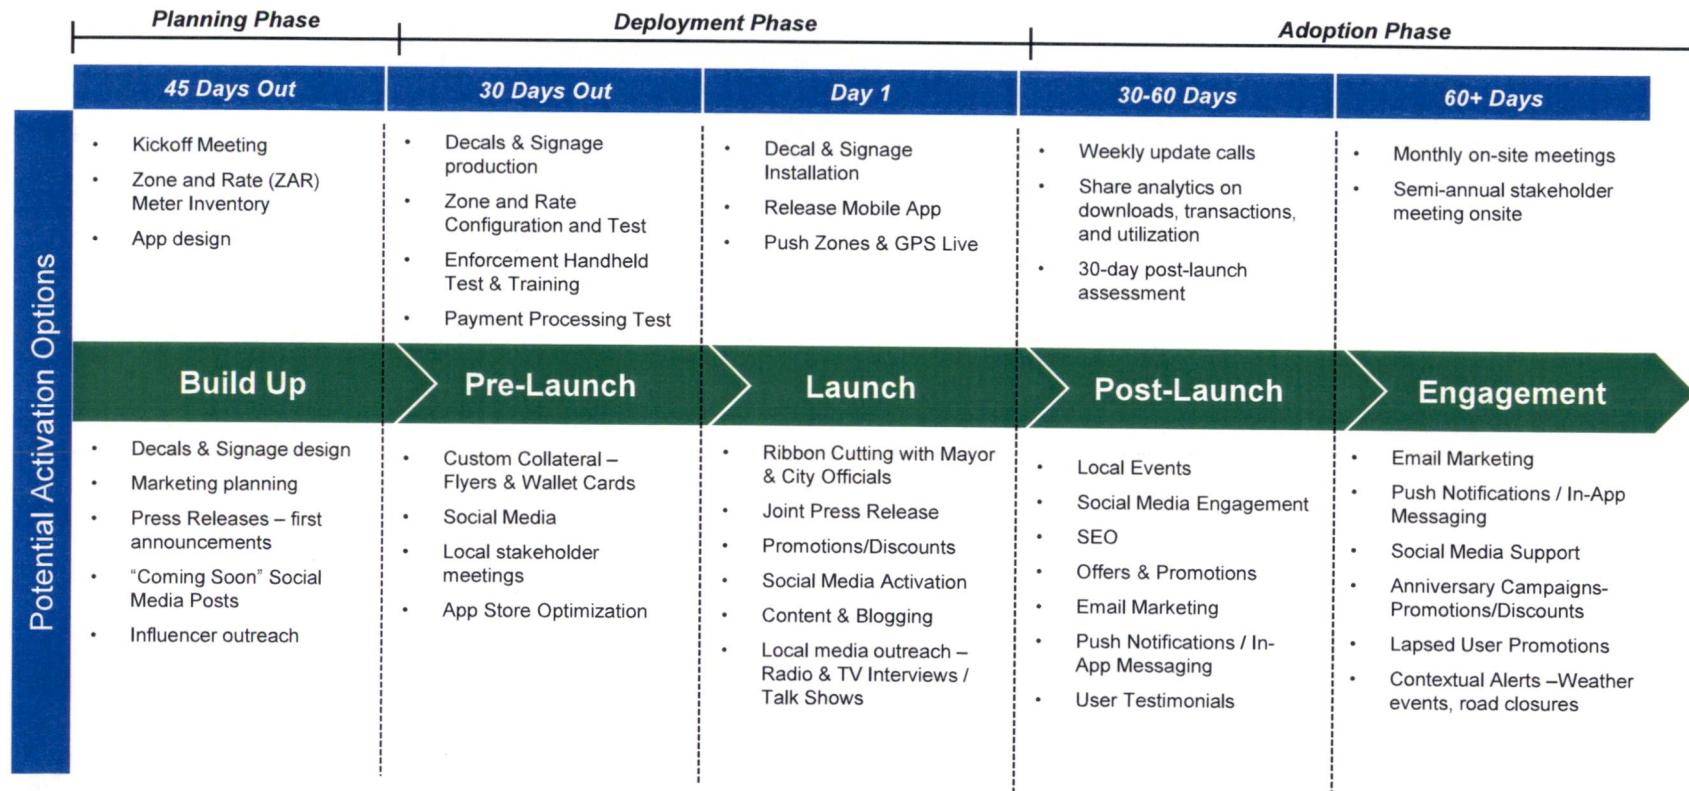 Planning Phase
Deployment Phase
Adoption Phase
45 Days Out
30 Days Out
Day 1
30-60 Days
60+ Days
Potential Activation Options
• Kickoff Meeting
• Zone and Rate (ZAR)
Meter Inventory
• App design
• Decals & Signage
production
• Zone and Rate
Configuration and Test
• Enforcement Handheld
Test & Training
• Payment Processing Test
• Decal & Signage
Installation
• Release Mobile App
• Push Zones & GPS Live
• Weekly update calls
• Share analytics on
downloads, transactions,
and utilization
• 30-day post-launch
assessment
• Monthly on-site meetings
• Semi-annual stakeholder
meeting onsite
Build Up
Pre-Launch
Launch
Post-Launch
Engagement
• Decals & Signage design
• Marketing planning
• Press Releases – first
announcements
• “Coming Soon” Social
Media Posts
• Influencer outreach
• Custom Collateral –
Flyers & Wallet Cards
• Social Media
• Local stakeholder
meetings
• App Store Optimization
• Ribbon Cutting with Mayor
& City Officials
• Joint Press Release
• Promotions/Discounts
• Social Media Activation
• Content & Blogging
• Local media outreach –
Radio & TV Interviews /
Talk Shows
• Local Events
• Social Media Engagement
• SEO
• Offers & Promotions
• Email Marketing
• Push Notifications / In-
App Messaging
• User Testimonials
• Email Marketing
• Push Notifications / In-App
Messaging
• Social Media Support
• Anniversary Campaigns-
Promotions/Discounts
• Lapsed User Promotions
• Contextual Alerts –Weather
events, road closures